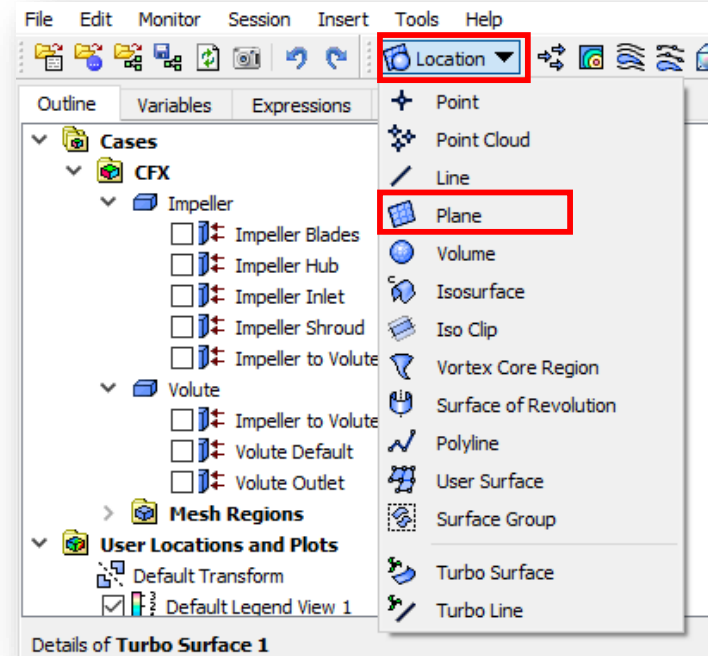 File Edit Monitor Session Insert Tools Help
Location
Outline Variables Expressions
Cases
CFX
Impeller
Impeller Blades
Impeller Hub
Impeller Inlet
Impeller Shroud
Impeller to Volute
Volute
Impeller to Volute
Volute Default
Volute Outlet
Mesh Regions
User Locations and Plots
Default Transform
Default Legend View 1
Details of Turbo Surface 1
Point
Point Cloud
Line
Plane
Volume
Isosurface
Iso Clip
Vortex Core Region
Surface of Revolution
Polyline
User Surface
Surface Group
Turbo Surface
Turbo Line